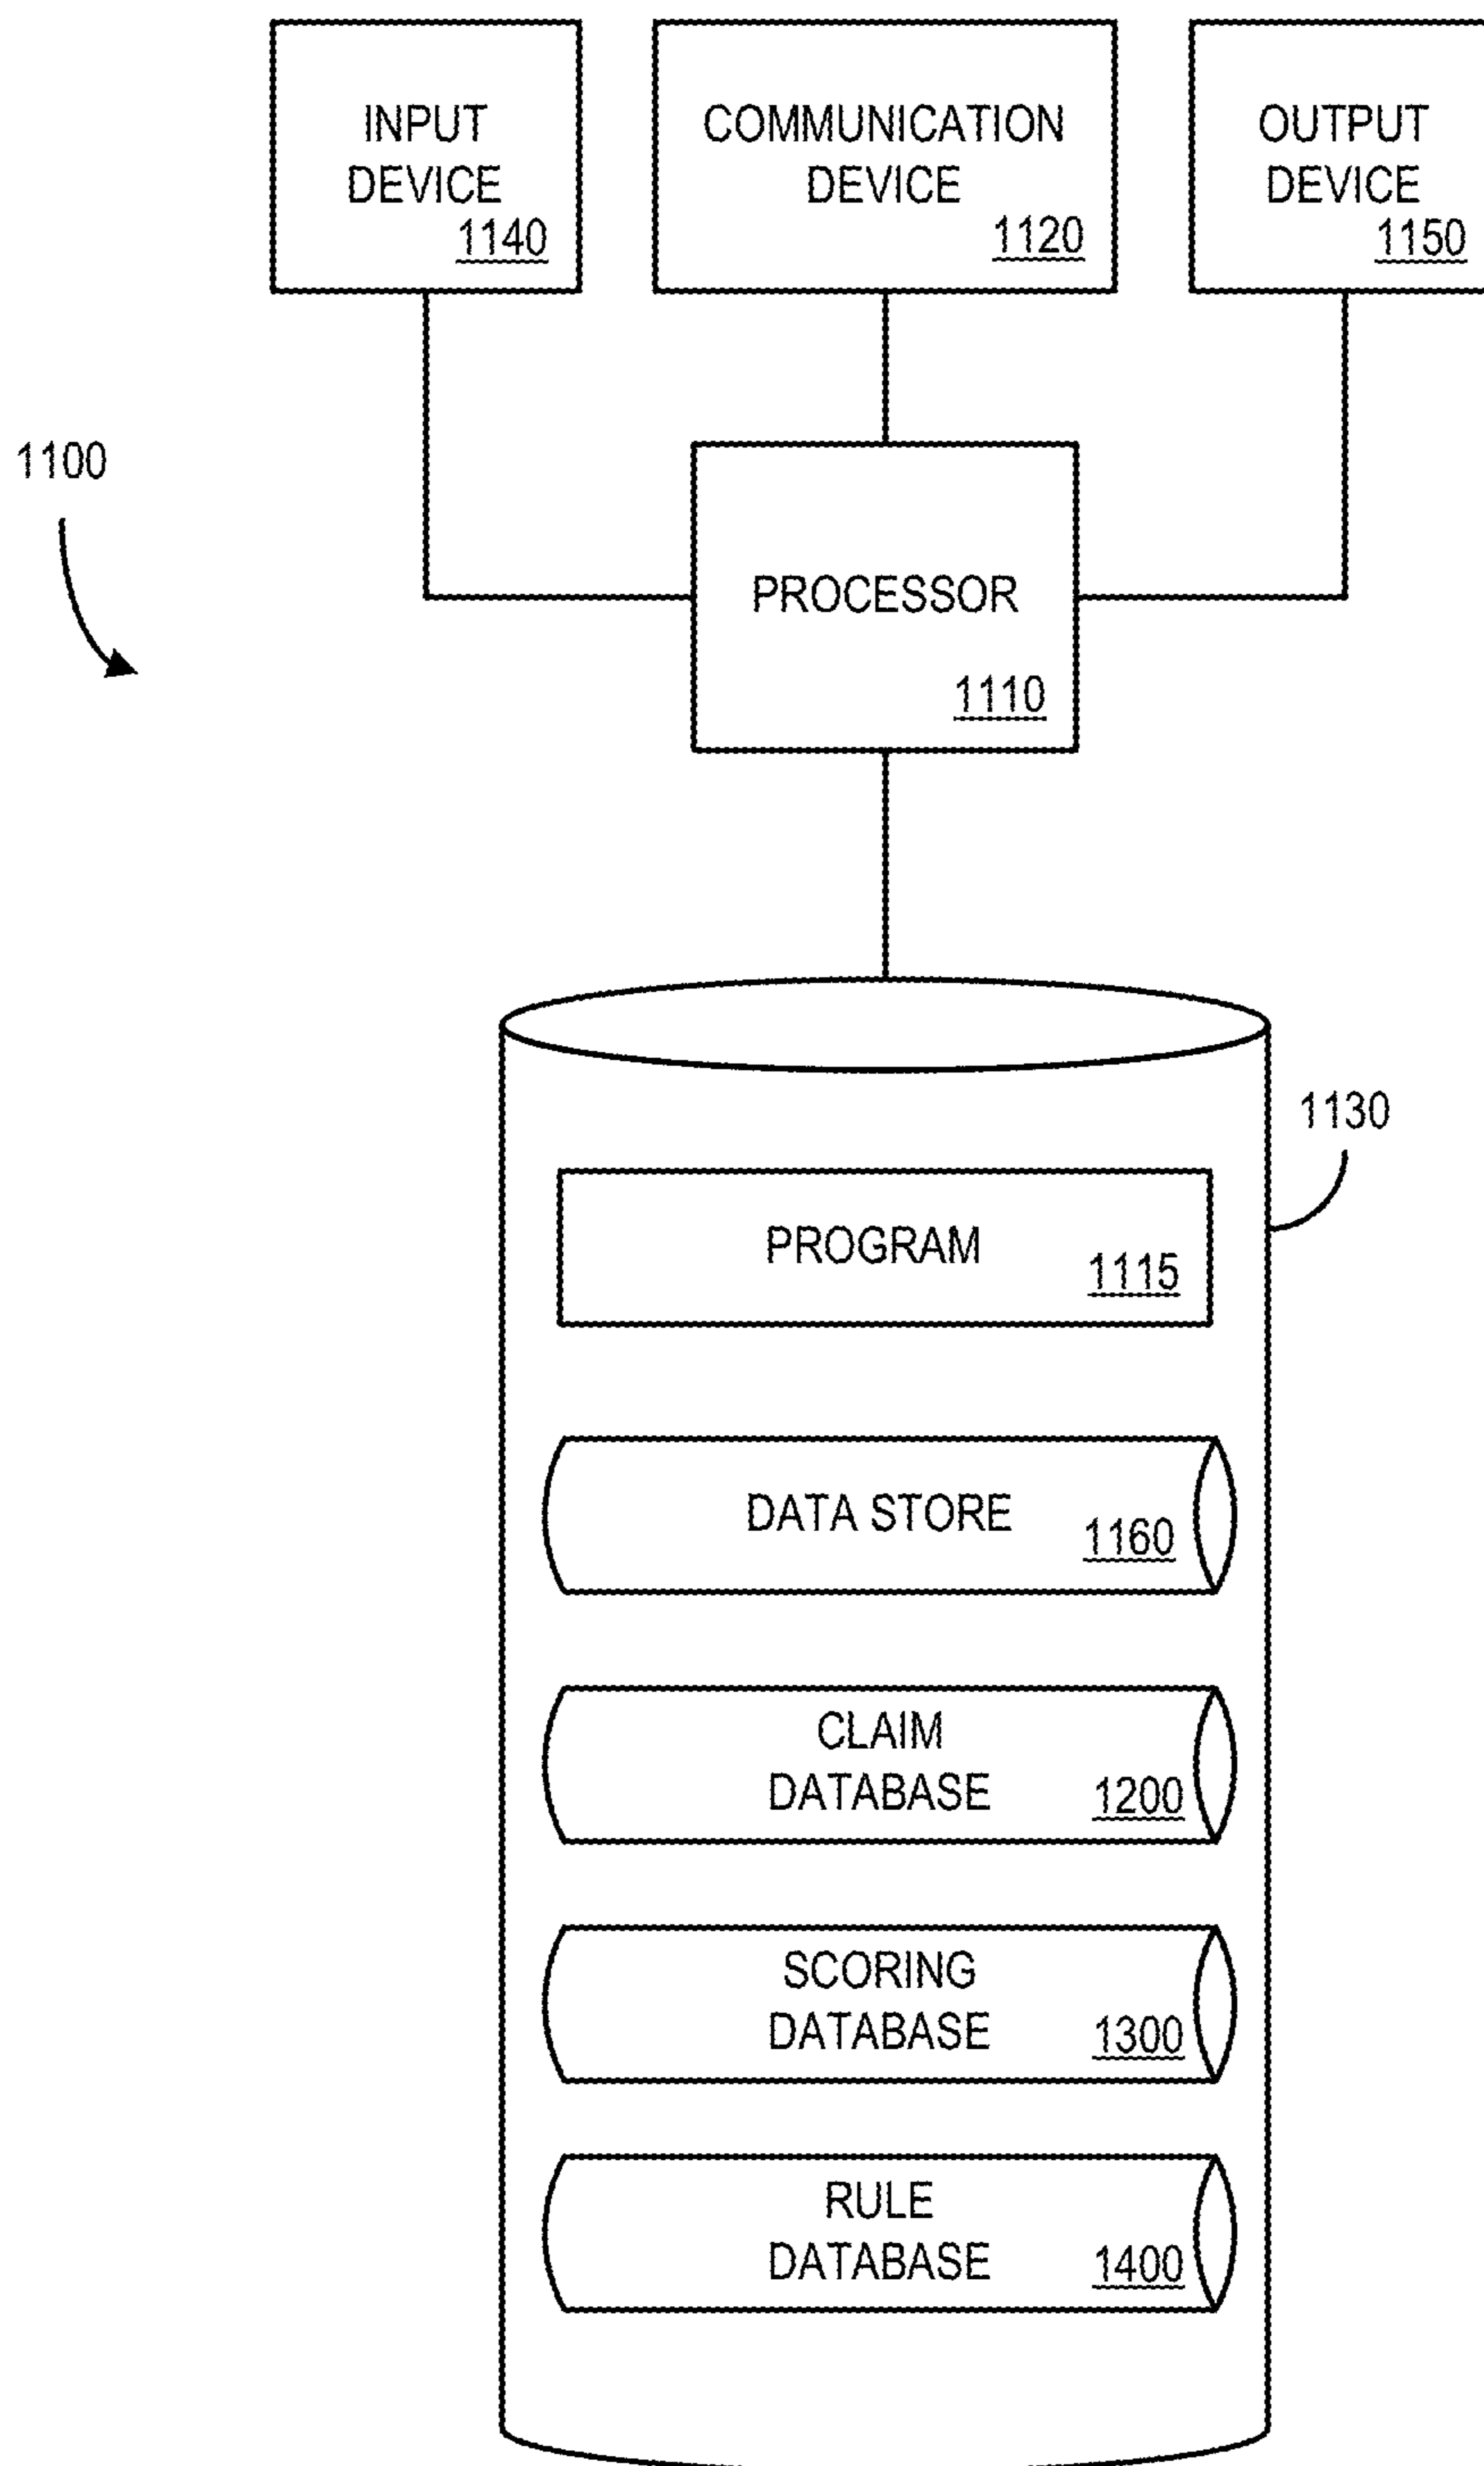 INPUT
DEVICE
1140
COMMUNICATION
DEVICE
1120
OUTPUT
DEVICE
1150
1100
PROCESSOR
1110
1130
PROGRAM
1115
DATA STORE
1160
CLAIM
DATABASE
1200
SCORING
DATABASE
1300
RULE
DATABASE
1400